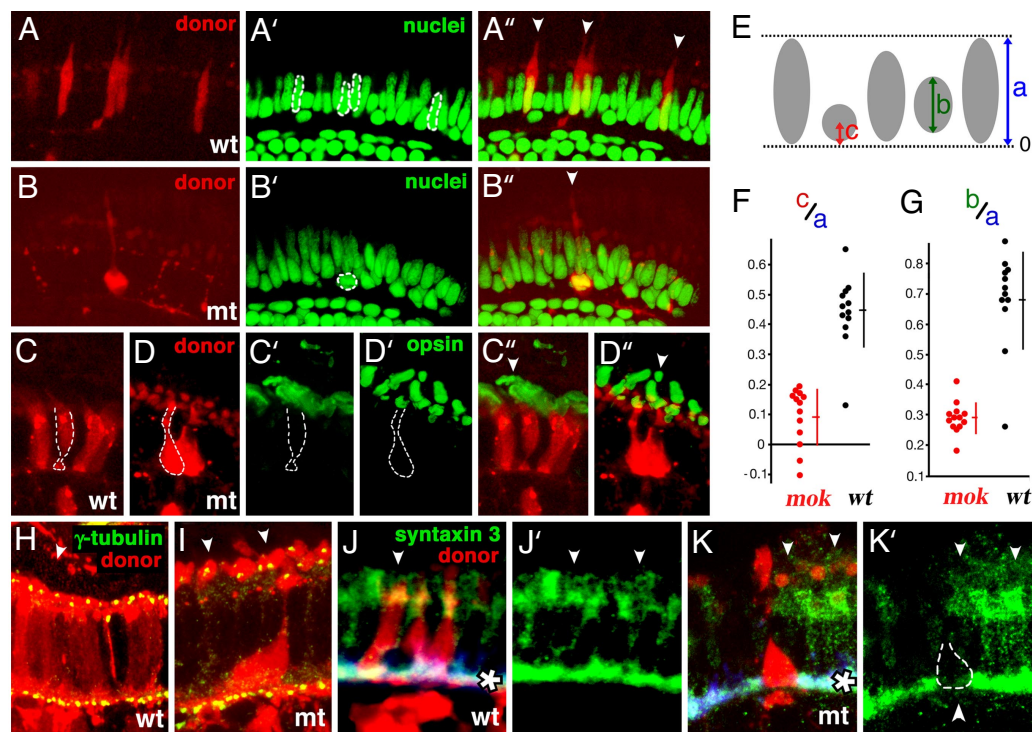 A donor wt
A' nuclei
A"
B donor mt
B' nuclei
B"
C wt
D donor mt
C'
D' opsin
C"
D"
E
a
b
c
0
F c/a
0.6
0.5
0.4
0.3
0.2
0.1
0
-0.1
mok wt
G b/a
0.8
0.7
0.6
0.5
0.4
0.3
0.2
0.1
mok wt
H γ-tubulin
donor
wt
I mt
J syntaxin 3
donor
* wt
J'
K * mt
K'